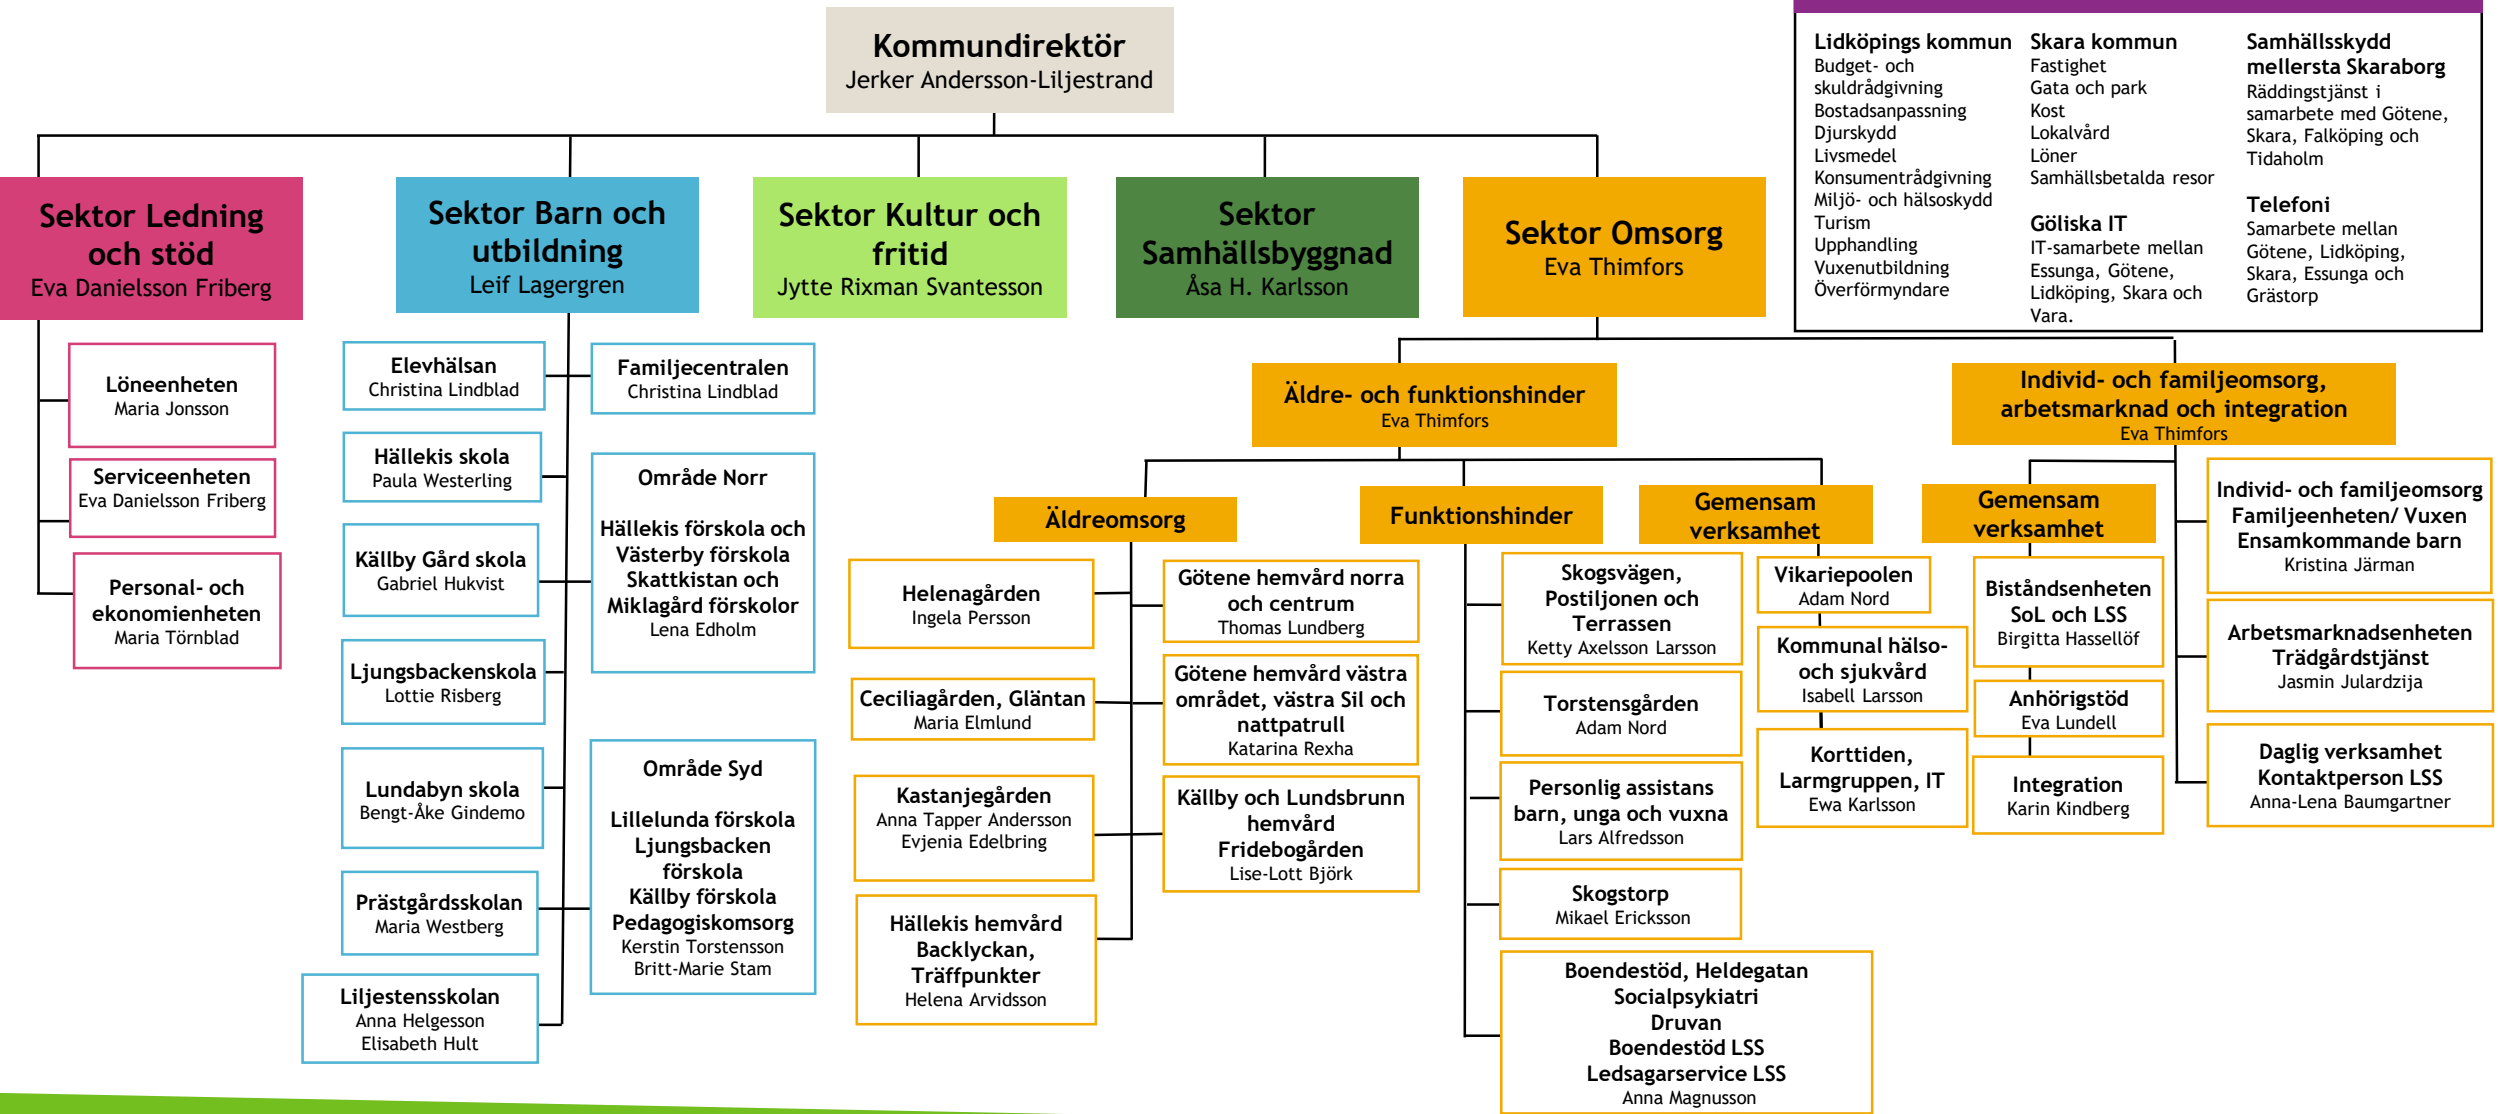 Kommundirektör
Jerker Andersson-Liljestrand
Lidköpings kommun
Budget- och
skuldrådgivning
Bostadsanpassning
Djurskydd
Livsmedel
Konsumentrådgivning
Miljö- och hälsoskydd
Turism
Upphandling
Vuxenutbildning
Överförmyndare
Skara kommun
Fastighet
Gata och park
Kost
Lokalvård
Löner
Samhällsbetalda resor
Göliska IT
IT-samarbete mellan
Essunga, Götene,
Lidköping, Skara och
Vara.
Samhällsskydd
mellersta Skaraborg
Räddingstjänst i
samarbete med Götene,
Skara, Falköping och
Tidaholm
Telefoni
Samarbete mellan
Götene, Lidköping,
Skara, Essunga och
Grästorp
Sektor Ledning
och stöd
Eva Danielsson Friberg
Sektor Barn och
utbildning
Leif Lagergren
Sektor Kultur och
fritid
Jytte Rixman Svantesson
Sektor
Samhällsbyggnad
Åsa H. Karlsson
Sektor Omsorg
Eva Thimfors
Löneenheten
Maria Jonsson
Serviceenheten
Eva Danielsson Friberg
Personal- och
ekonomienheten
Maria Törnblad
Elevhälsan
Christina Lindblad
Familjecentralen
Christina Lindblad
Hällekis skola
Paula Westerling
Källby Gård skola
Gabriel Hukvist
Ljungsbackenskola
Lottie Risberg
Lundabyn skola
Bengt-Åke Gindemo
Prästgårdsskolan
Maria Westberg
Liljestensskolan
Anna Helgesson
Elisabeth Hult
Område Norr
Hällekis förskola och
Västerby förskola
Skattkistan och
Miklagård förskolor
Lena Edholm
Område Syd
Lillelunda förskola
Ljungsbacken
förskola
Källby förskola
Pedagogiskomsorg
Kerstin Torstensson
Britt-Marie Stam
Äldre- och funktionshinder
Eva Thimfors
Individ- och familjeomsorg,
arbetsmarknad och integration
Eva Thimfors
Äldreomsorg
Helenagården
Ingela Persson
Ceciliagården, Gläntan
Maria Elmlund
Kastanjegården
Anna Tapper Andersson
Evjenia Edelbring
Hällekis hemvård
Backlyckan,
Träffpunkter
Helena Arvidsson
Götene hemvård norra
och centrum
Thomas Lundberg
Götene hemvård västra
området, västra Sil och
nattpatrull
Katarina Rexha
Källby och Lundsbrunn
hemvård
Fridebogården
Lise-Lott Björk
Funktionshinder
Skogsvägen,
Postiljonen och
Terrassen
Ketty Axelsson Larsson
Torstensgården
Adam Nord
Personlig assistans
barn, unga och vuxna
Lars Alfredsson
Skogstorp
Mikael Ericksson
Boendestöd, Heldegatan
Socialpsykiatri
Druvan
Boendestöd LSS
Ledsagarservice LSS
Anna Magnusson
Gemensam
verksamhet
Vikariepoolen
Adam Nord
Kommunal hälso-
och sjukvård
Isabell Larsson
Korttiden,
Larmgruppen, IT
Ewa Karlsson
Gemensam
verksamhet
Biståndsenheten
SoL och LSS
Birgitta Hassellöf
Anhörigstöd
Eva Lundell
Integration
Karin Kindberg
Individ- och familjeomsorg
Familjeenheten/ Vuxen
Ensamkommande barn
Kristina Järman
Arbetsmarknadsenheten
Trädgårdstjänst
Jasmin Julardzija
Daglig verksamhet
Kontaktperson LSS
Anna-Lena Baumgartner